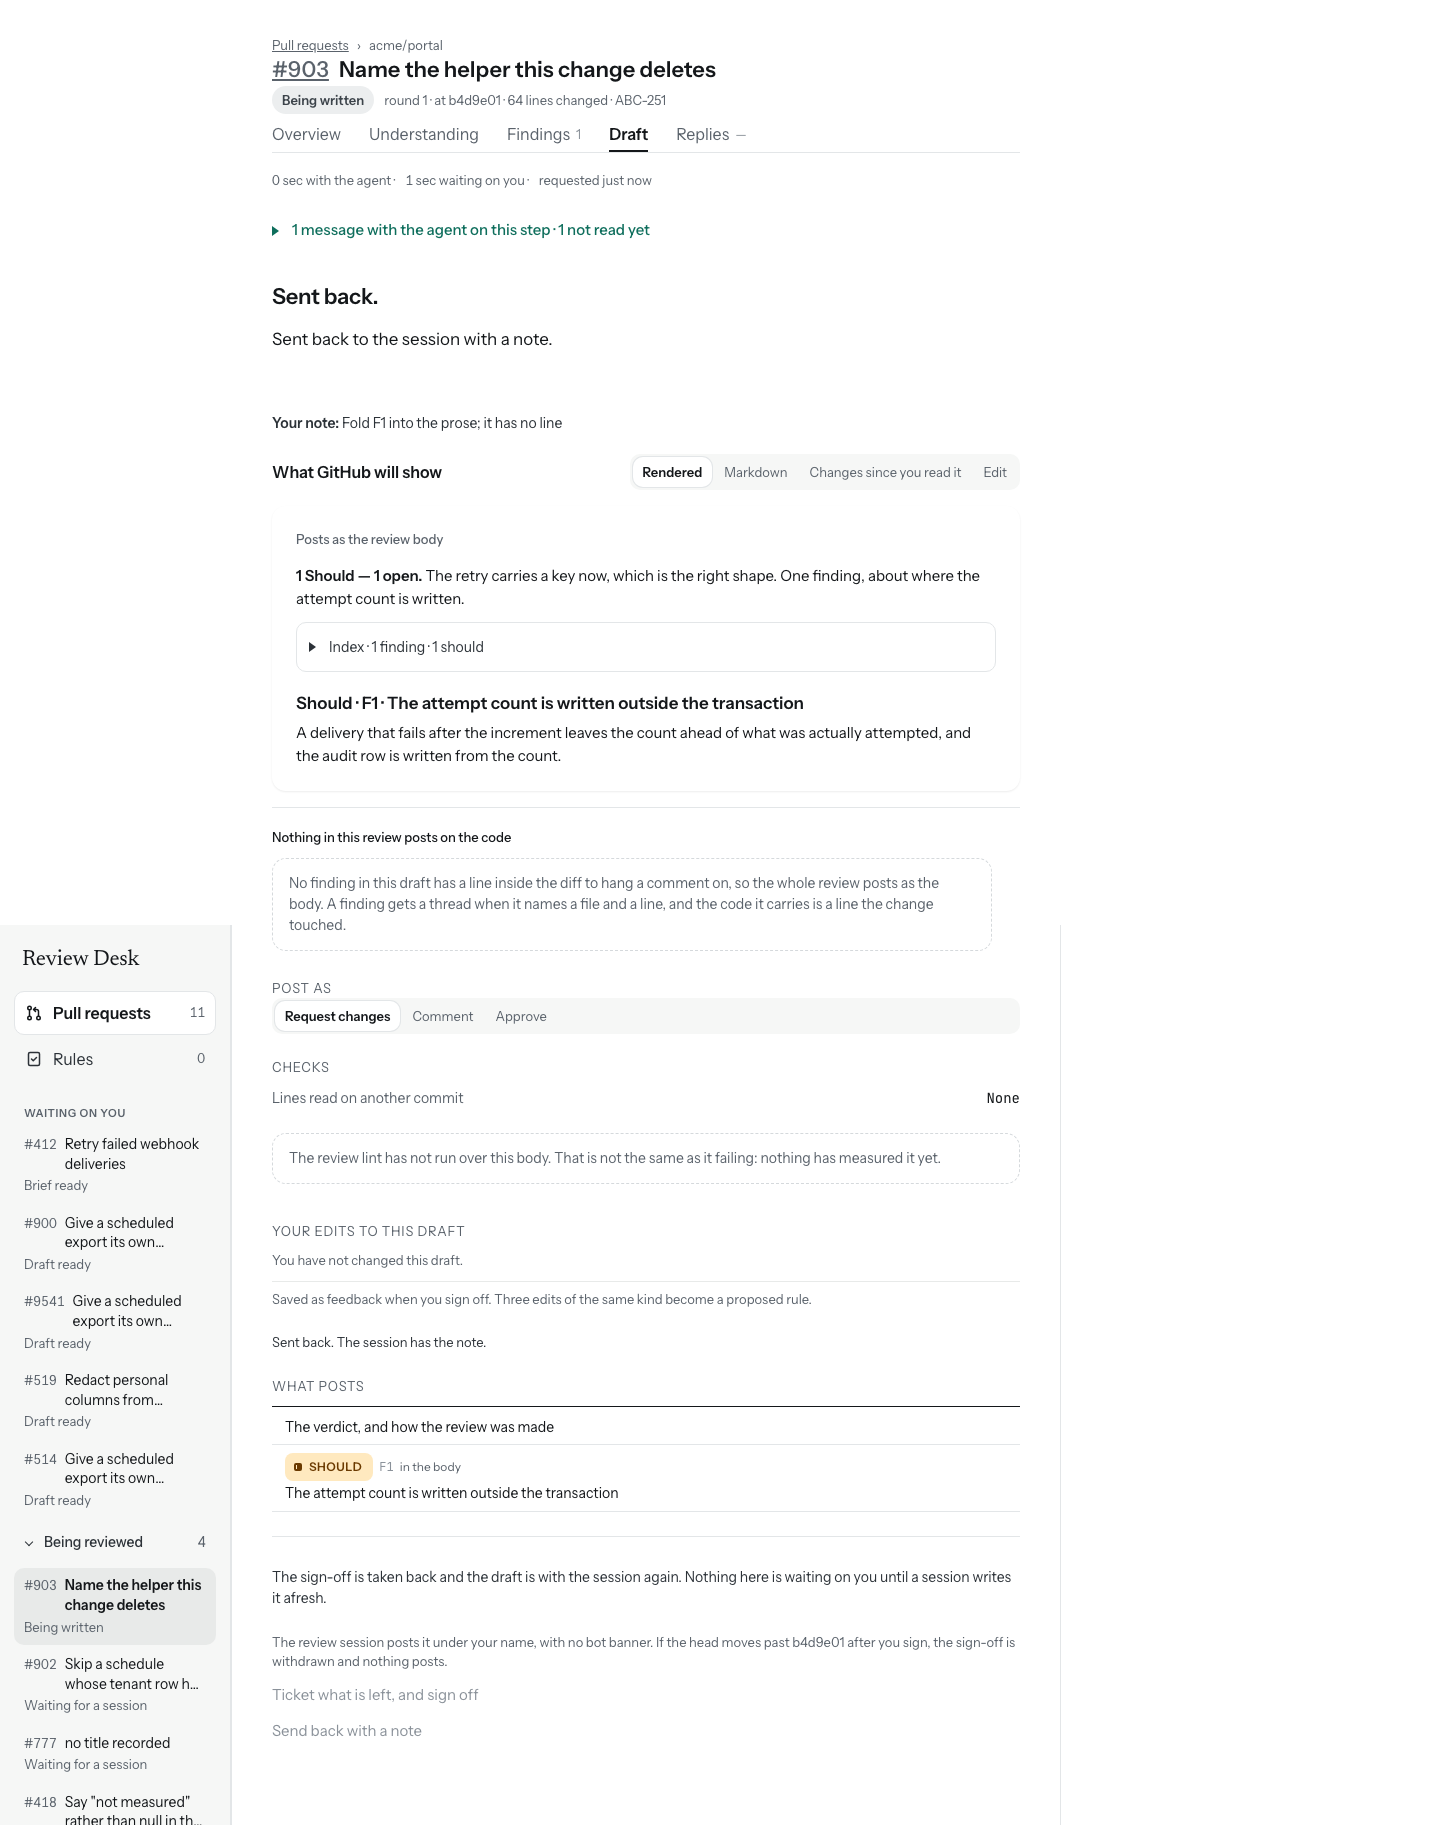 Pull requests › acme/portal
#903 Name the helper this change deletes
Being written round 1 · at b4d9e01 · 64 lines changed · ABC-251
Overview Understanding Findings 1 Draft Replies —
0 sec with the agent · 1 sec waiting on you · requested just now
1 message with the agent on this step · 1 not read yet
Sent back.
Sent back to the session with a note.
Your note: Fold F1 into the prose; it has no line
What GitHub will show Rendered Markdown Changes since you read it Edit
Posts as the review body
1 Should — 1 open. The retry carries a key now, which is the right shape. One finding, about where the
attempt count is written.
Index · 1 finding · 1 should
Should · F1 · The attempt count is written outside the transaction
A delivery that fails after the increment leaves the count ahead of what was actually attempted, and
the audit row is written from the count.
Nothing in this review posts on the code
No finding in this draft has a line inside the diff to hang a comment on, so the whole review posts as the
body. A finding gets a thread when it names a file and a line, and the code it carries is a line the change
touched.
POST AS
Request changes Comment Approve
CHECKS
Lines read on another commit None
The review lint has not run over this body. That is not the same as it failing: nothing has measured it yet.
YOUR EDITS TO THIS DRAFT
You have not changed this draft.
Saved as feedback when you sign off. Three edits of the same kind become a proposed rule.
Sent back. The session has the note.
WHAT POSTS
The verdict, and how the review was made
SHOULD F1 in the body
The attempt count is written outside the transaction
The sign-off is taken back and the draft is with the session again. Nothing here is waiting on you until a session writes
it afresh.
The review session posts it under your name, with no bot banner. If the head moves past b4d9e01 after you sign, the sign-off is
withdrawn and nothing posts.
Ticket what is left, and sign off
Send back with a note
Review Desk
Pull requests 11
Rules 0
WAITING ON YOU
#412 Retry failed webhook
deliveries
Brief ready
#900 Give a scheduled
export its own…
Draft ready
#9541 Give a scheduled
export its own…
Draft ready
#519 Redact personal
columns from…
Draft ready
#514 Give a scheduled
export its own…
Draft ready
Being reviewed 4
#903 Name the helper this
change deletes
Being written
#902 Skip a schedule
whose tenant row h…
Waiting for a session
#777 no title recorded
Waiting for a session
#418 Say "not measured"
rather than null in th…